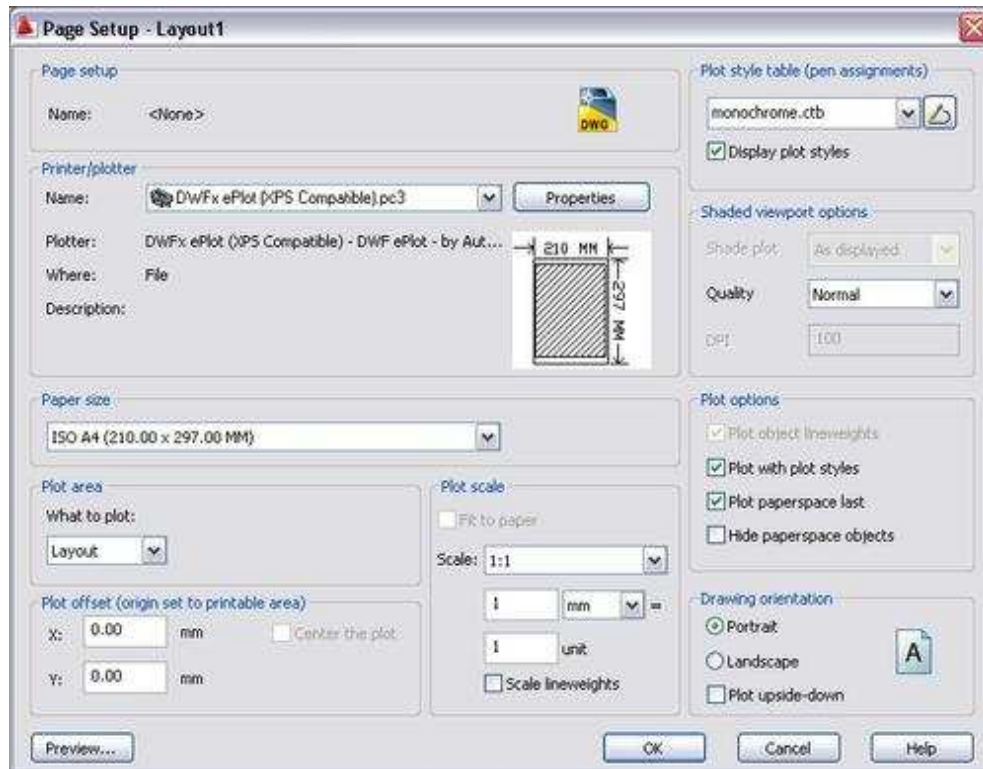 Page Setup - Layout1
Page setup
Name: <None>
DWG
Printer/plotter
Name: DWFx ePlot (XPS Compatible).pc3 Properties
Plotter: DWFx ePlot (XPS Compatible) - DWF ePlot - by Aut...
Where: File
Description:
210 MM
297 MM
Paper size
ISO A4 (210.00 x 297.00 MM)
Plot area
What to plot:
Layout
Plot offset (origin set to printable area)
X: 0.00 mm Center the plot
Y: 0.00 mm
Plot scale
Fit to paper
Scale: 1:1
1 mm =
1 unit
Scale lineweights
Plot style table (pen assignments)
monochrome.ctb
Display plot styles
Shaded viewport options
Shade plot As displayed
Quality Normal
DPI 100
Plot options
Plot object lineweights
Plot with plot styles
Plot paperspace last
Hide paperspace objects
Drawing orientation
Portrait
Landscape
Plot upside-down
A
Preview... OK Cancel Help